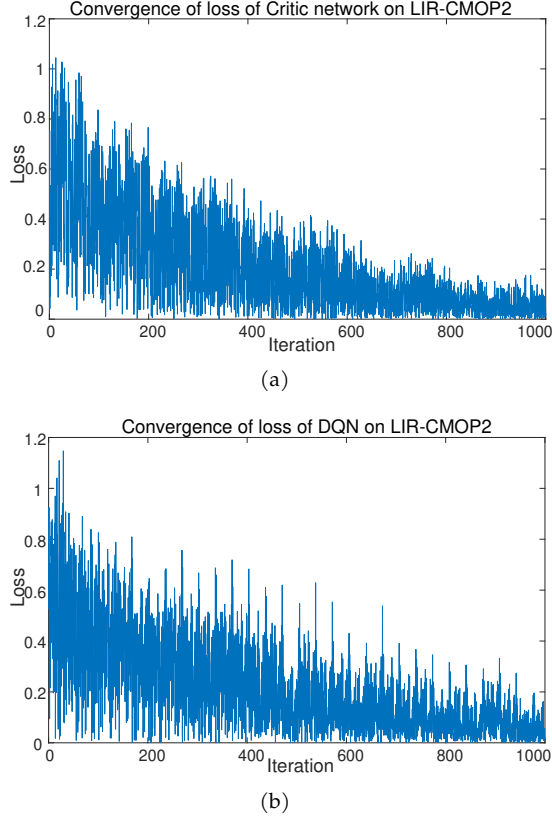 Convergence of loss of Critic network on LIR-CMOP2
1.2
1
0.8
0.6
0.4
0.2
0
Loss
0 200 400 600 800 1000
Iteration
(a)
Convergence of loss of DQN on LIR-CMOP2
1.2
1
0.8
0.6
0.4
0.2
0
Loss
0 200 400 600 800 1000
Iteration
(b)